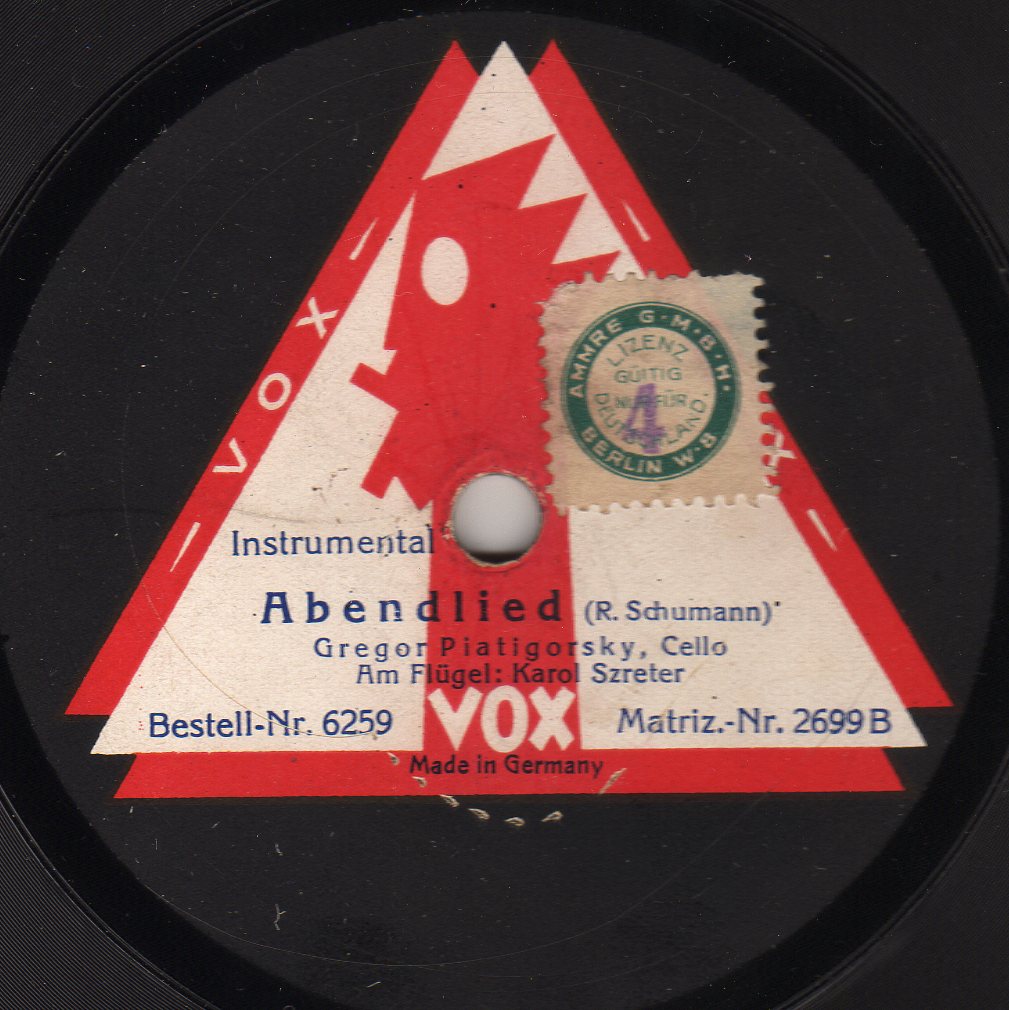 - VOX -
- X -
AMMRE G·M·B·H·
LIZENZ
GÜLTIG
NUR FÜR
DEUTSCHLAND.
4
BERLIN W·8
Instrumental
Abendlied (R. Schumann)
Gregor Piatigorsky, Cello
Am Flügel: Karol Szreter
Bestell-Nr. 6259
VOX
Matriz.-Nr. 2699 B
Made in Germany